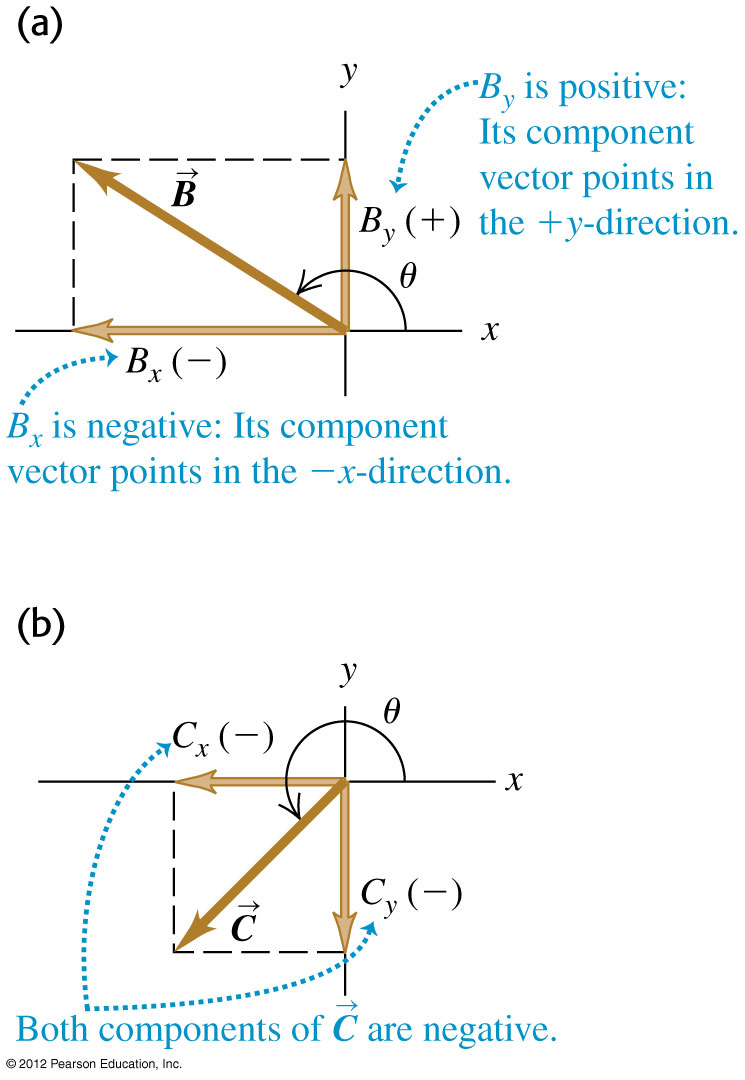 (a)
y
B_y is positive:
Its component
vector points in
the +y-direction.
B⃗
B_y (+)
θ
x
B_x (−)
B_x is negative: Its component
vector points in the −x-direction.
(b)
y
θ
C_x (−)
x
C_y (−)
C⃗
Both components of C⃗ are negative.
© 2012 Pearson Education, Inc.